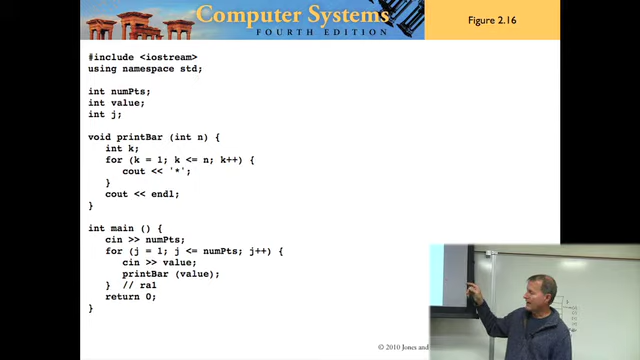 Computer Systems
FOURTH EDITION
Figure 2.16
#include <iostream>
using namespace std;
int numPts;
int value;
int j;
void printBar (int n) {
int k;
for (k = 1; k <= n; k++) {
cout << '*';
}
cout << endl;
}
int main () {
cin >> numPts;
for (j = 1; j <= numPts; j++) {
cin >> value;
printBar (value);
} // ra1
return 0;
}
© 2010 Jones and